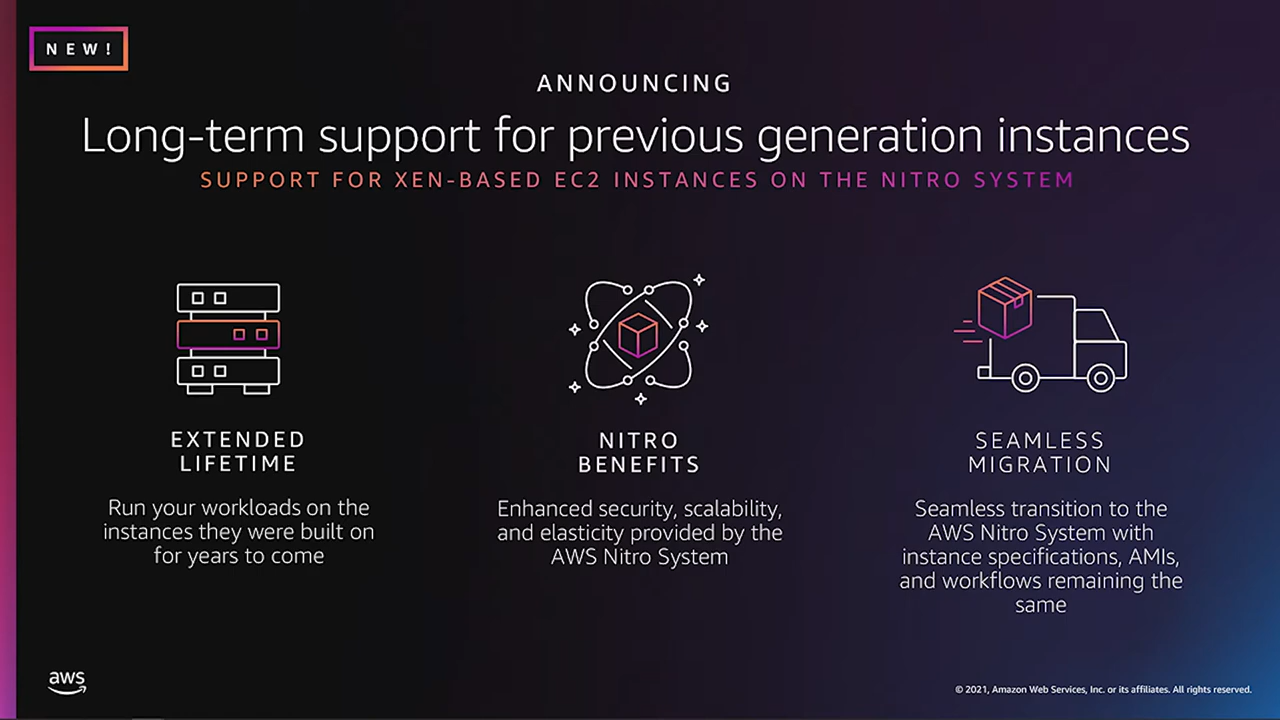 NEW!
ANNOUNCING
Long-term support for previous generation instances
SUPPORT FOR XEN-BASED EC2 INSTANCES ON THE NITRO SYSTEM
EXTENDED
LIFETIME
Run your workloads on the
instances they were built on
for years to come
NITRO
BENEFITS
Enhanced security, scalability,
and elasticity provided by the
AWS Nitro System
SEAMLESS
MIGRATION
Seamless transition to the
AWS Nitro System with
instance specifications, AMIs,
and workflows remaining the
same
aws
© 2021, Amazon Web Services, Inc. or its affiliates. All rights reserved.